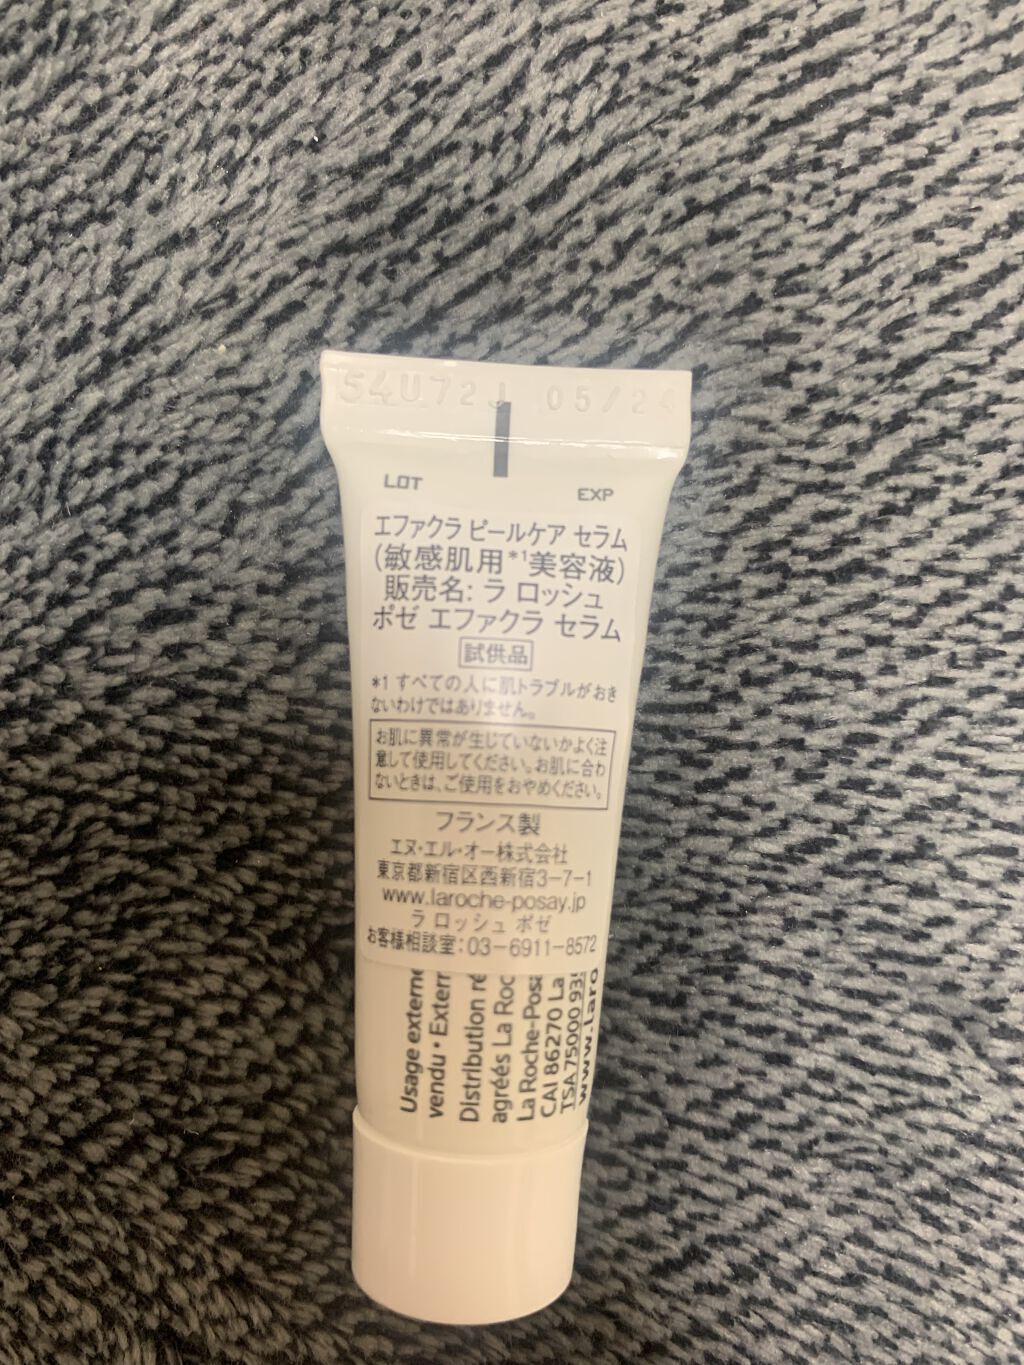 54U72J 05/24
LOT EXP
エファクラ ピールケア セラム
(敏感肌用*1美容液)
販売名: ラ ロッシュ
ポゼ エファクラ セラム
試供品
*1 すべての人に肌トラブルがおき
ないわけではありません。
お肌に異常が生じていないかよく注
意して使用してください。お肌に合わ
ないときは、ご使用をおやめください。
フランス製
エヌ・エル・オー株式会社
東京都新宿区西新宿3-7-1
www.laroche-posay.jp
ラ ロッシュ ポゼ
お客様相談室:03-6911-8572
Usage externe
vendu • Extern
Distribution ré
agréés La Roc
La Roche-Posa
CAI 86270 La
TSA 75000 93
www.laro